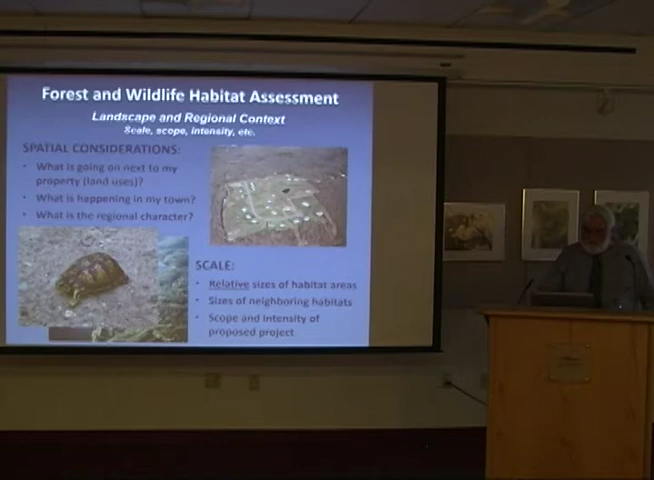 Forest and Wildlife Habitat Assessment
Landscape and Regional Context
Scale, scope, intensity, etc.
SPATIAL CONSIDERATIONS:
• What is going on next to my
property (land uses)?
• What is happening in my town?
• What is the regional character?
SCALE:
• Relative sizes of habitat areas
• Sizes of neighboring habitats
• Scope and intensity of
proposed project